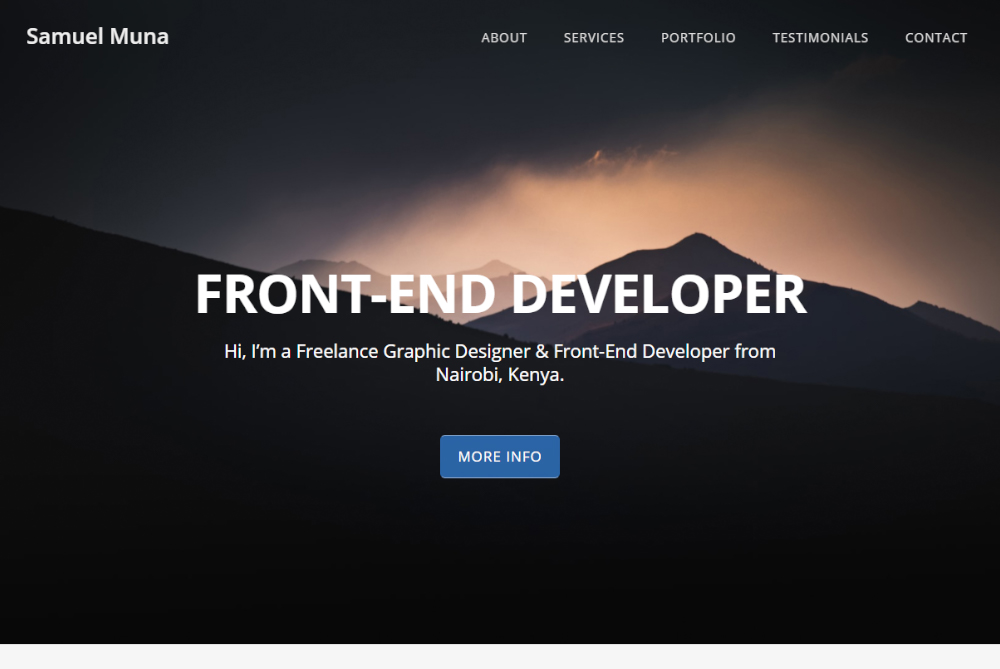 Samuel Muna
ABOUT
SERVICES
PORTFOLIO
TESTIMONIALS
CONTACT
FRONT-END DEVELOPER
Hi, I’m a Freelance Graphic Designer & Front-End Developer from
Nairobi, Kenya.
MORE INFO